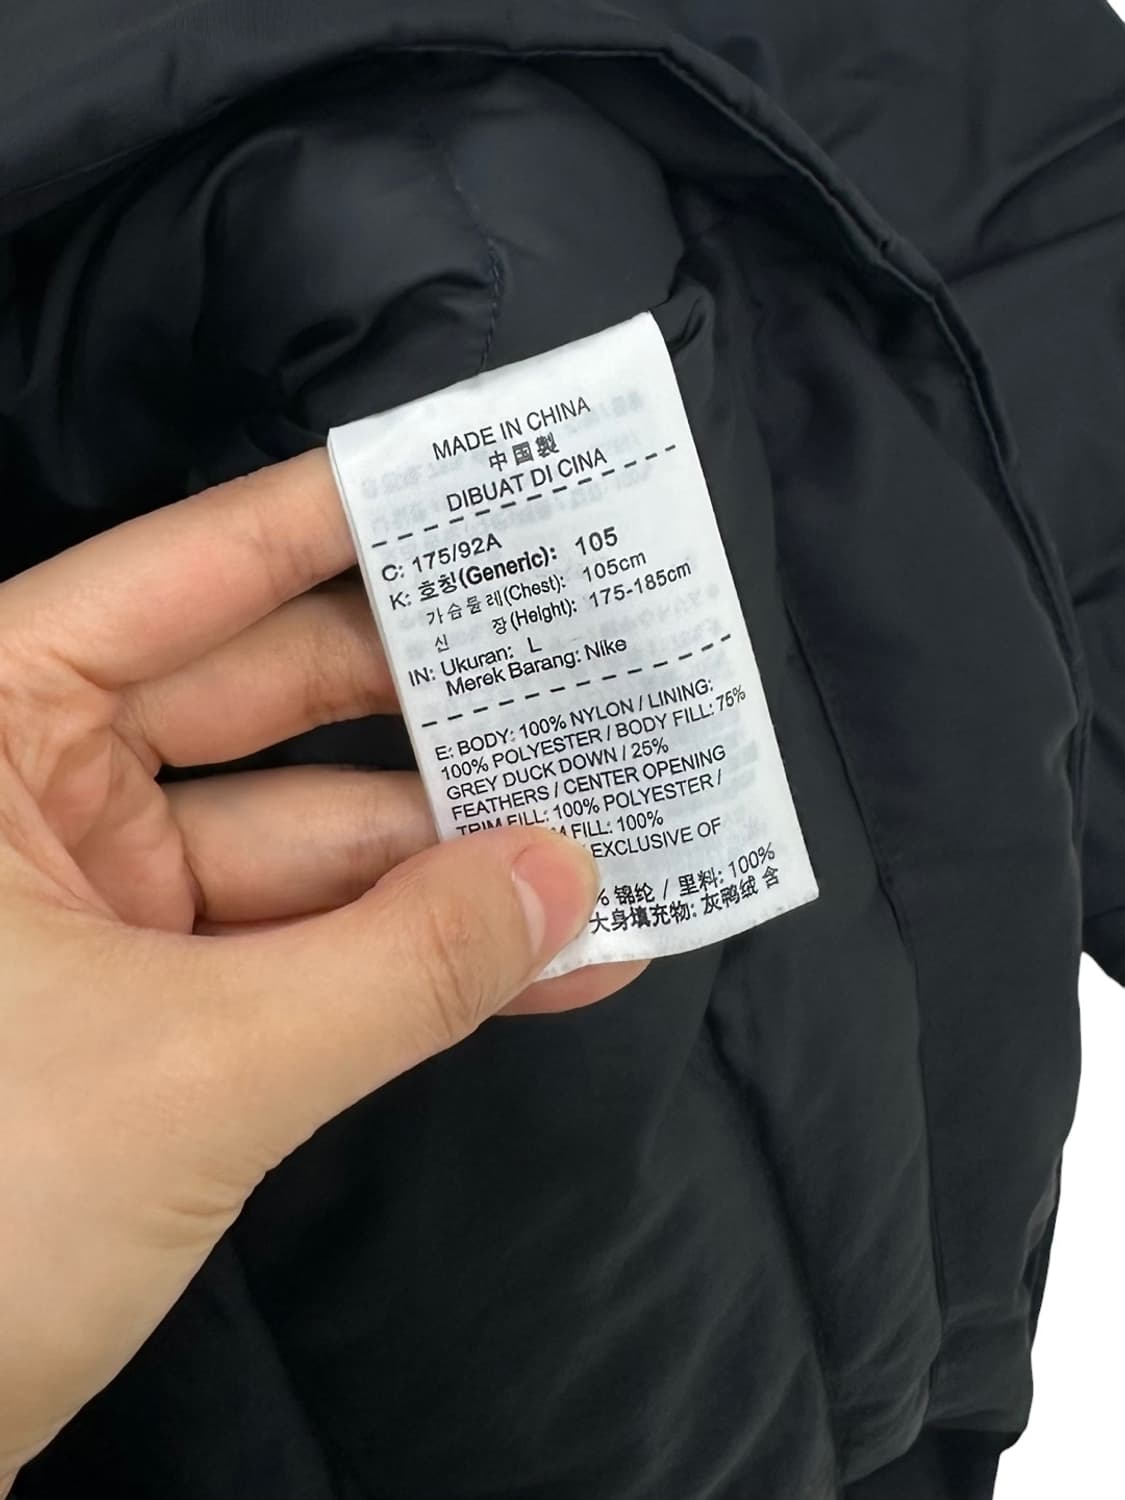 MADE IN CHINA
中国製
DIBUAT DI CINA
C: 175/92A
K: 호칭(Generic): 105
가슴둘레(Chest): 105cm
신 장(Height): 175-185cm
IN: Ukuran: L
Merek Barang: Nike
E: BODY: 100% NYLON / LINING:
100% POLYESTER / BODY FILL: 75%
GREY DUCK DOWN / 25%
FEATHERS / CENTER OPENING
TRIM FILL: 100% POLYESTER /
FILL: 100%
EXCLUSIVE OF
% 锦纶 / 里料: 100%
大身填充物: 灰鸭绒 含